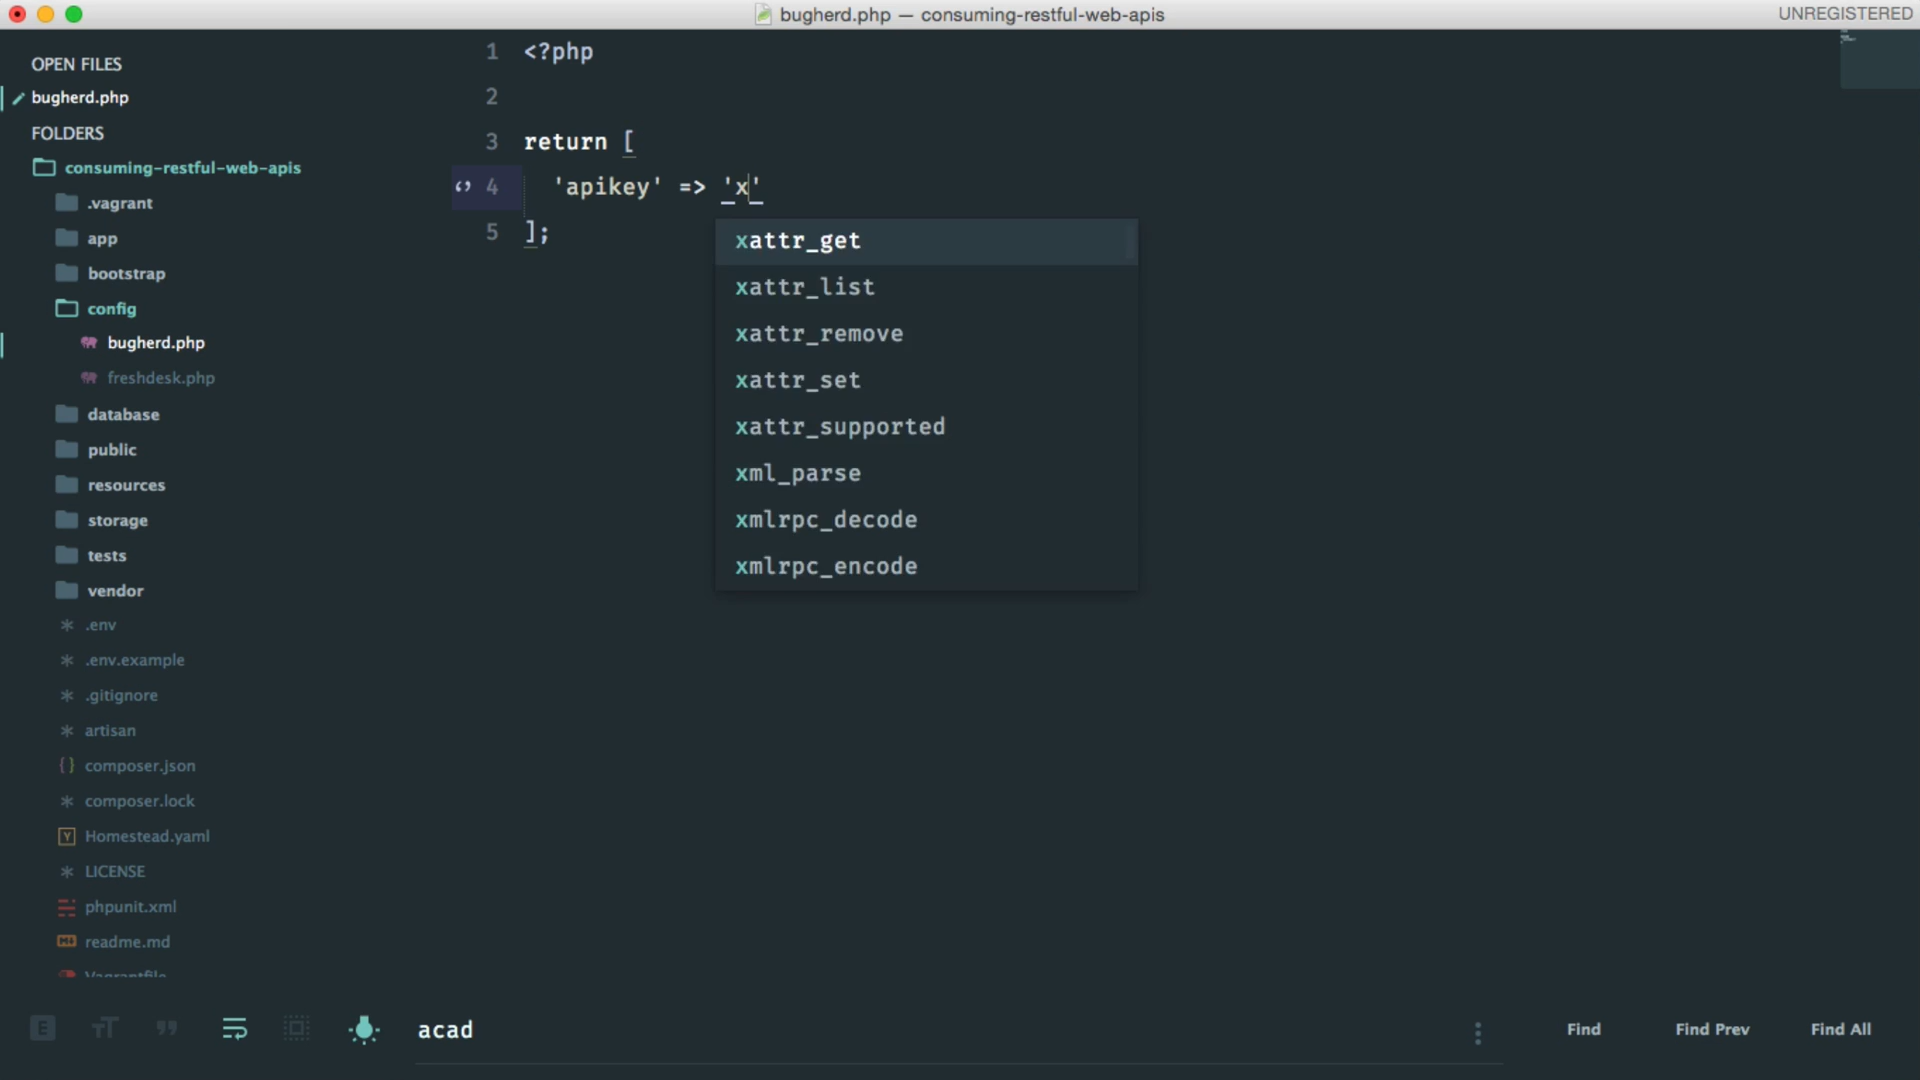 bugherd.php — consuming-restful-web-apis
UNREGISTERED
OPEN FILES
bugherd.php
FOLDERS
consuming-restful-web-apis
.vagrant
app
bootstrap
config
bugherd.php
freshdesk.php
database
public
resources
storage
tests
vendor
.env
.env.example
.gitignore
artisan
composer.json
composer.lock
Homestead.yaml
LICENSE
phpunit.xml
readme.md
Vagrantfile
1 <?php
2
3 return [
4 'apikey' => 'x'
5 ];
xattr_get
xattr_list
xattr_remove
xattr_set
xattr_supported
xml_parse
xmlrpc_decode
xmlrpc_encode
acad
Find
Find Prev
Find All